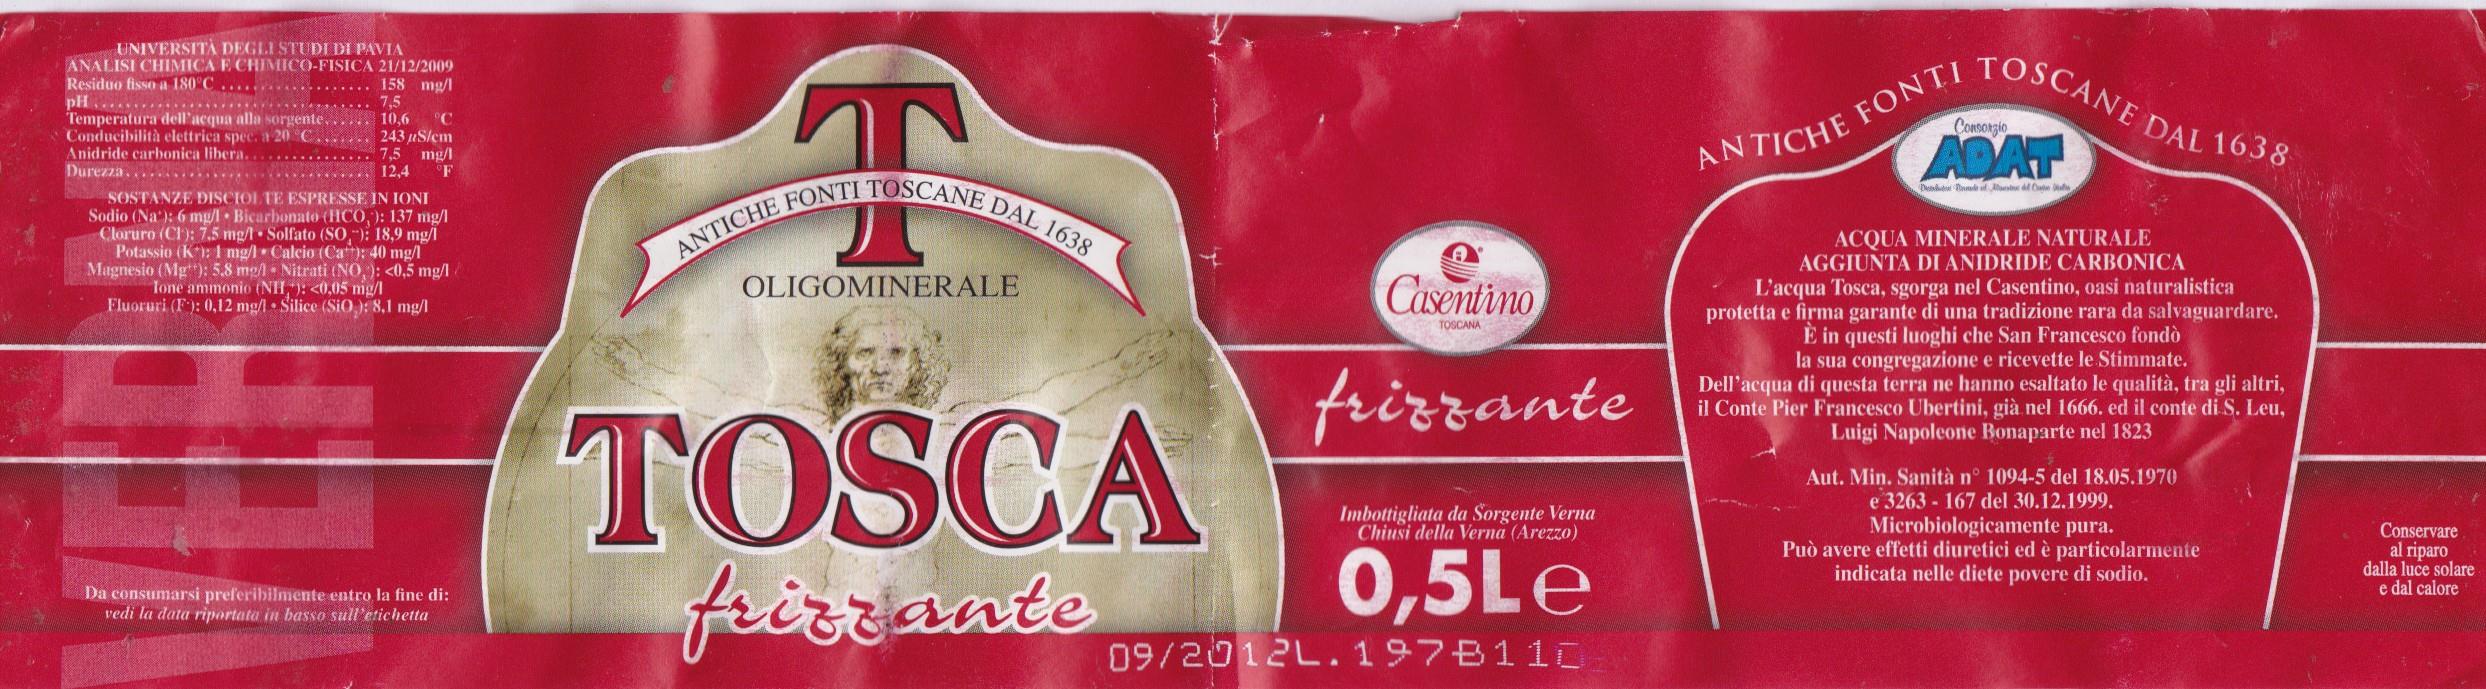 VERNA
UNIVERSITÀ DEGLI STUDI DI PAVIA
ANALISI CHIMICA E CHIMICO-FISICA 21/12/2009
Residuo fisso a 180°C .................. 158 mg/l
pH .................. 7,5
Temperatura dell'acqua alla sorgente...... 10,6 °C
Conducibilità elettrica spec. a 20 °C....... 243 µS/cm
Anidride carbonica libera.................. 7,5 mg/l
Durezza.................. 12,4 °F
SOSTANZE DISCIOLTE ESPRESSE IN IONI
Sodio (Na⁺): 6 mg/l • Bicarbonato (HCO₃⁻): 137 mg/l
Cloruro (Cl⁻): 7,5 mg/l • Solfato (SO₄⁻⁻): 18,9 mg/l
Potassio (K⁺): 1 mg/l • Calcio (Ca⁺⁺): 40 mg/l
Magnesio (Mg⁺⁺): 5,8 mg/l • Nitrati (NO₃⁻): <0,5 mg/l
Ione ammonio (NH₄⁺): <0,05 mg/l
Fluoruri (F⁻): 0,12 mg/l • Silice (SiO₂): 8,1 mg/l
Da consumarsi preferibilmente entro la fine di:
vedi la data riportata in basso sull'etichetta
T
ANTICHE FONTI TOSCANE DAL 1638
OLIGOMINERALE
TOSCA
frizzante
Casentino
TOSCANA
frizzante
Imbottigliata da Sorgente Verna
Chiusi della Verna (Arezzo)
0,5L e
09/2012L.197B11
ANTICHE FONTI TOSCANE DAL 1638
Consorzio
ADAT
Distributori Bevande ed Alimentari del Centro Italia
ACQUA MINERALE NATURALE
AGGIUNTA DI ANIDRIDE CARBONICA
L'acqua Tosca, sgorga nel Casentino, oasi naturalistica
protetta e firma garante di una tradizione rara da salvaguardare.
È in questi luoghi che San Francesco fondò
la sua congregazione e ricevette le Stimmate.
Dell'acqua di questa terra ne hanno esaltato le qualità, tra gli altri,
il Conte Pier Francesco Ubertini, già nel 1666. ed il conte di S. Leu,
Luigi Napoleone Bonaparte nel 1823
Aut. Min. Sanità n° 1094-5 del 18.05.1970
e 3263 - 167 del 30.12.1999.
Microbiologicamente pura.
Può avere effetti diuretici ed è particolarmente
indicata nelle diete povere di sodio.
Conservare
al riparo
dalla luce solare
e dal calore